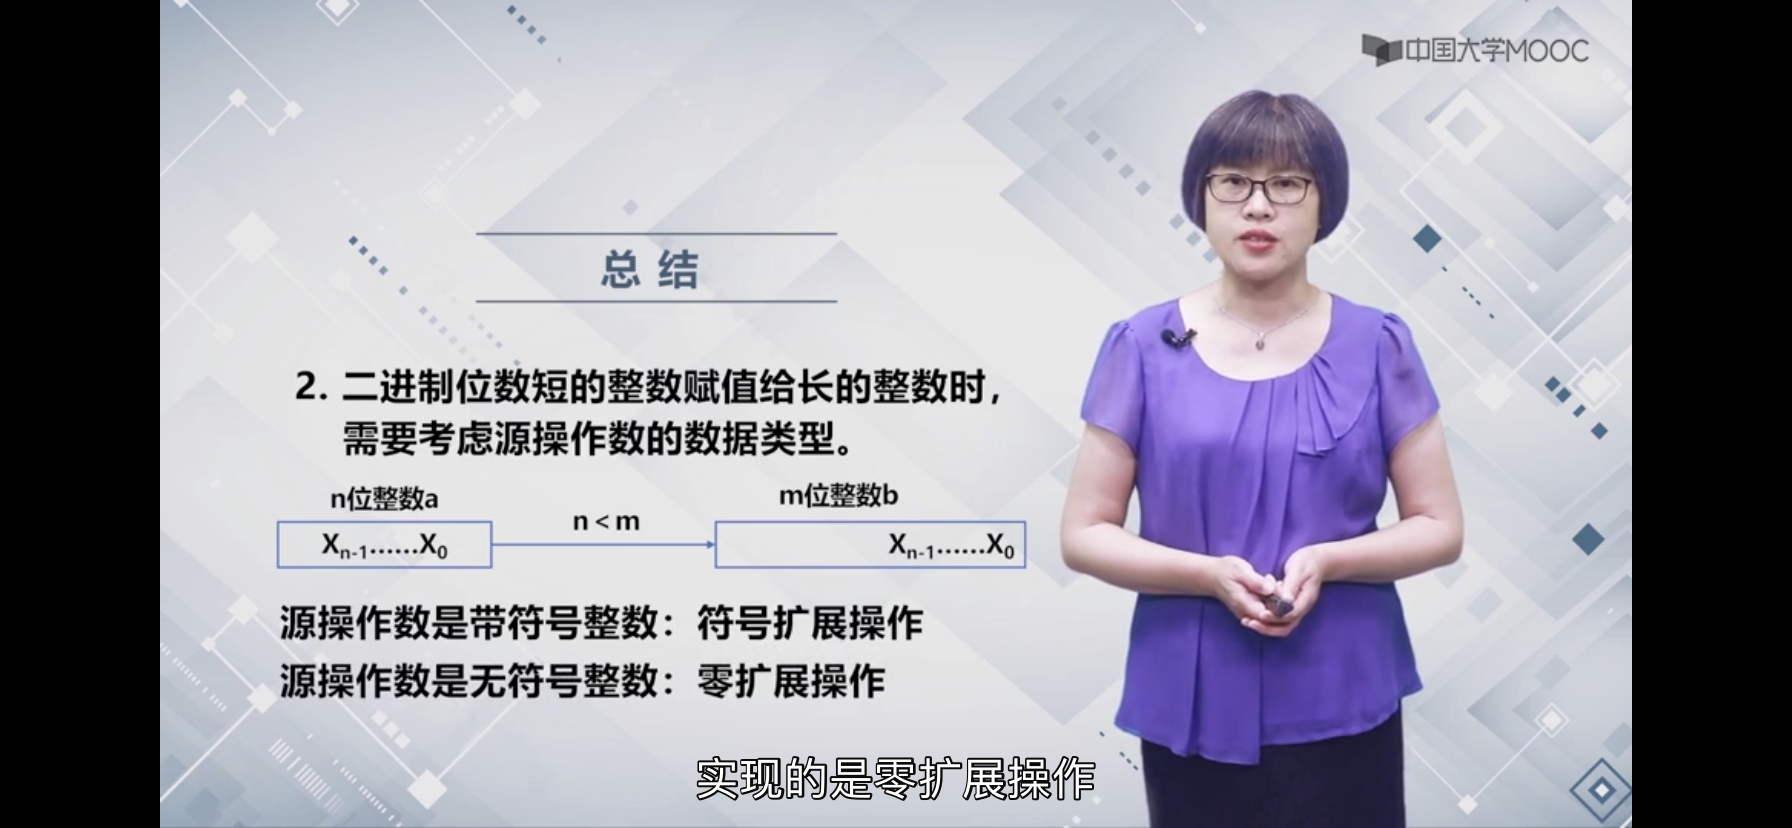 中国大学MOOC
总结
2. 二进制位数短的整数赋值给长的整数时，
需要考虑源操作数的数据类型。
n位整数a
m位整数b
n<m
Xn-1……X0
Xn-1……X0
源操作数是带符号整数：符号扩展操作
源操作数是无符号整数：零扩展操作
实现的是零扩展操作